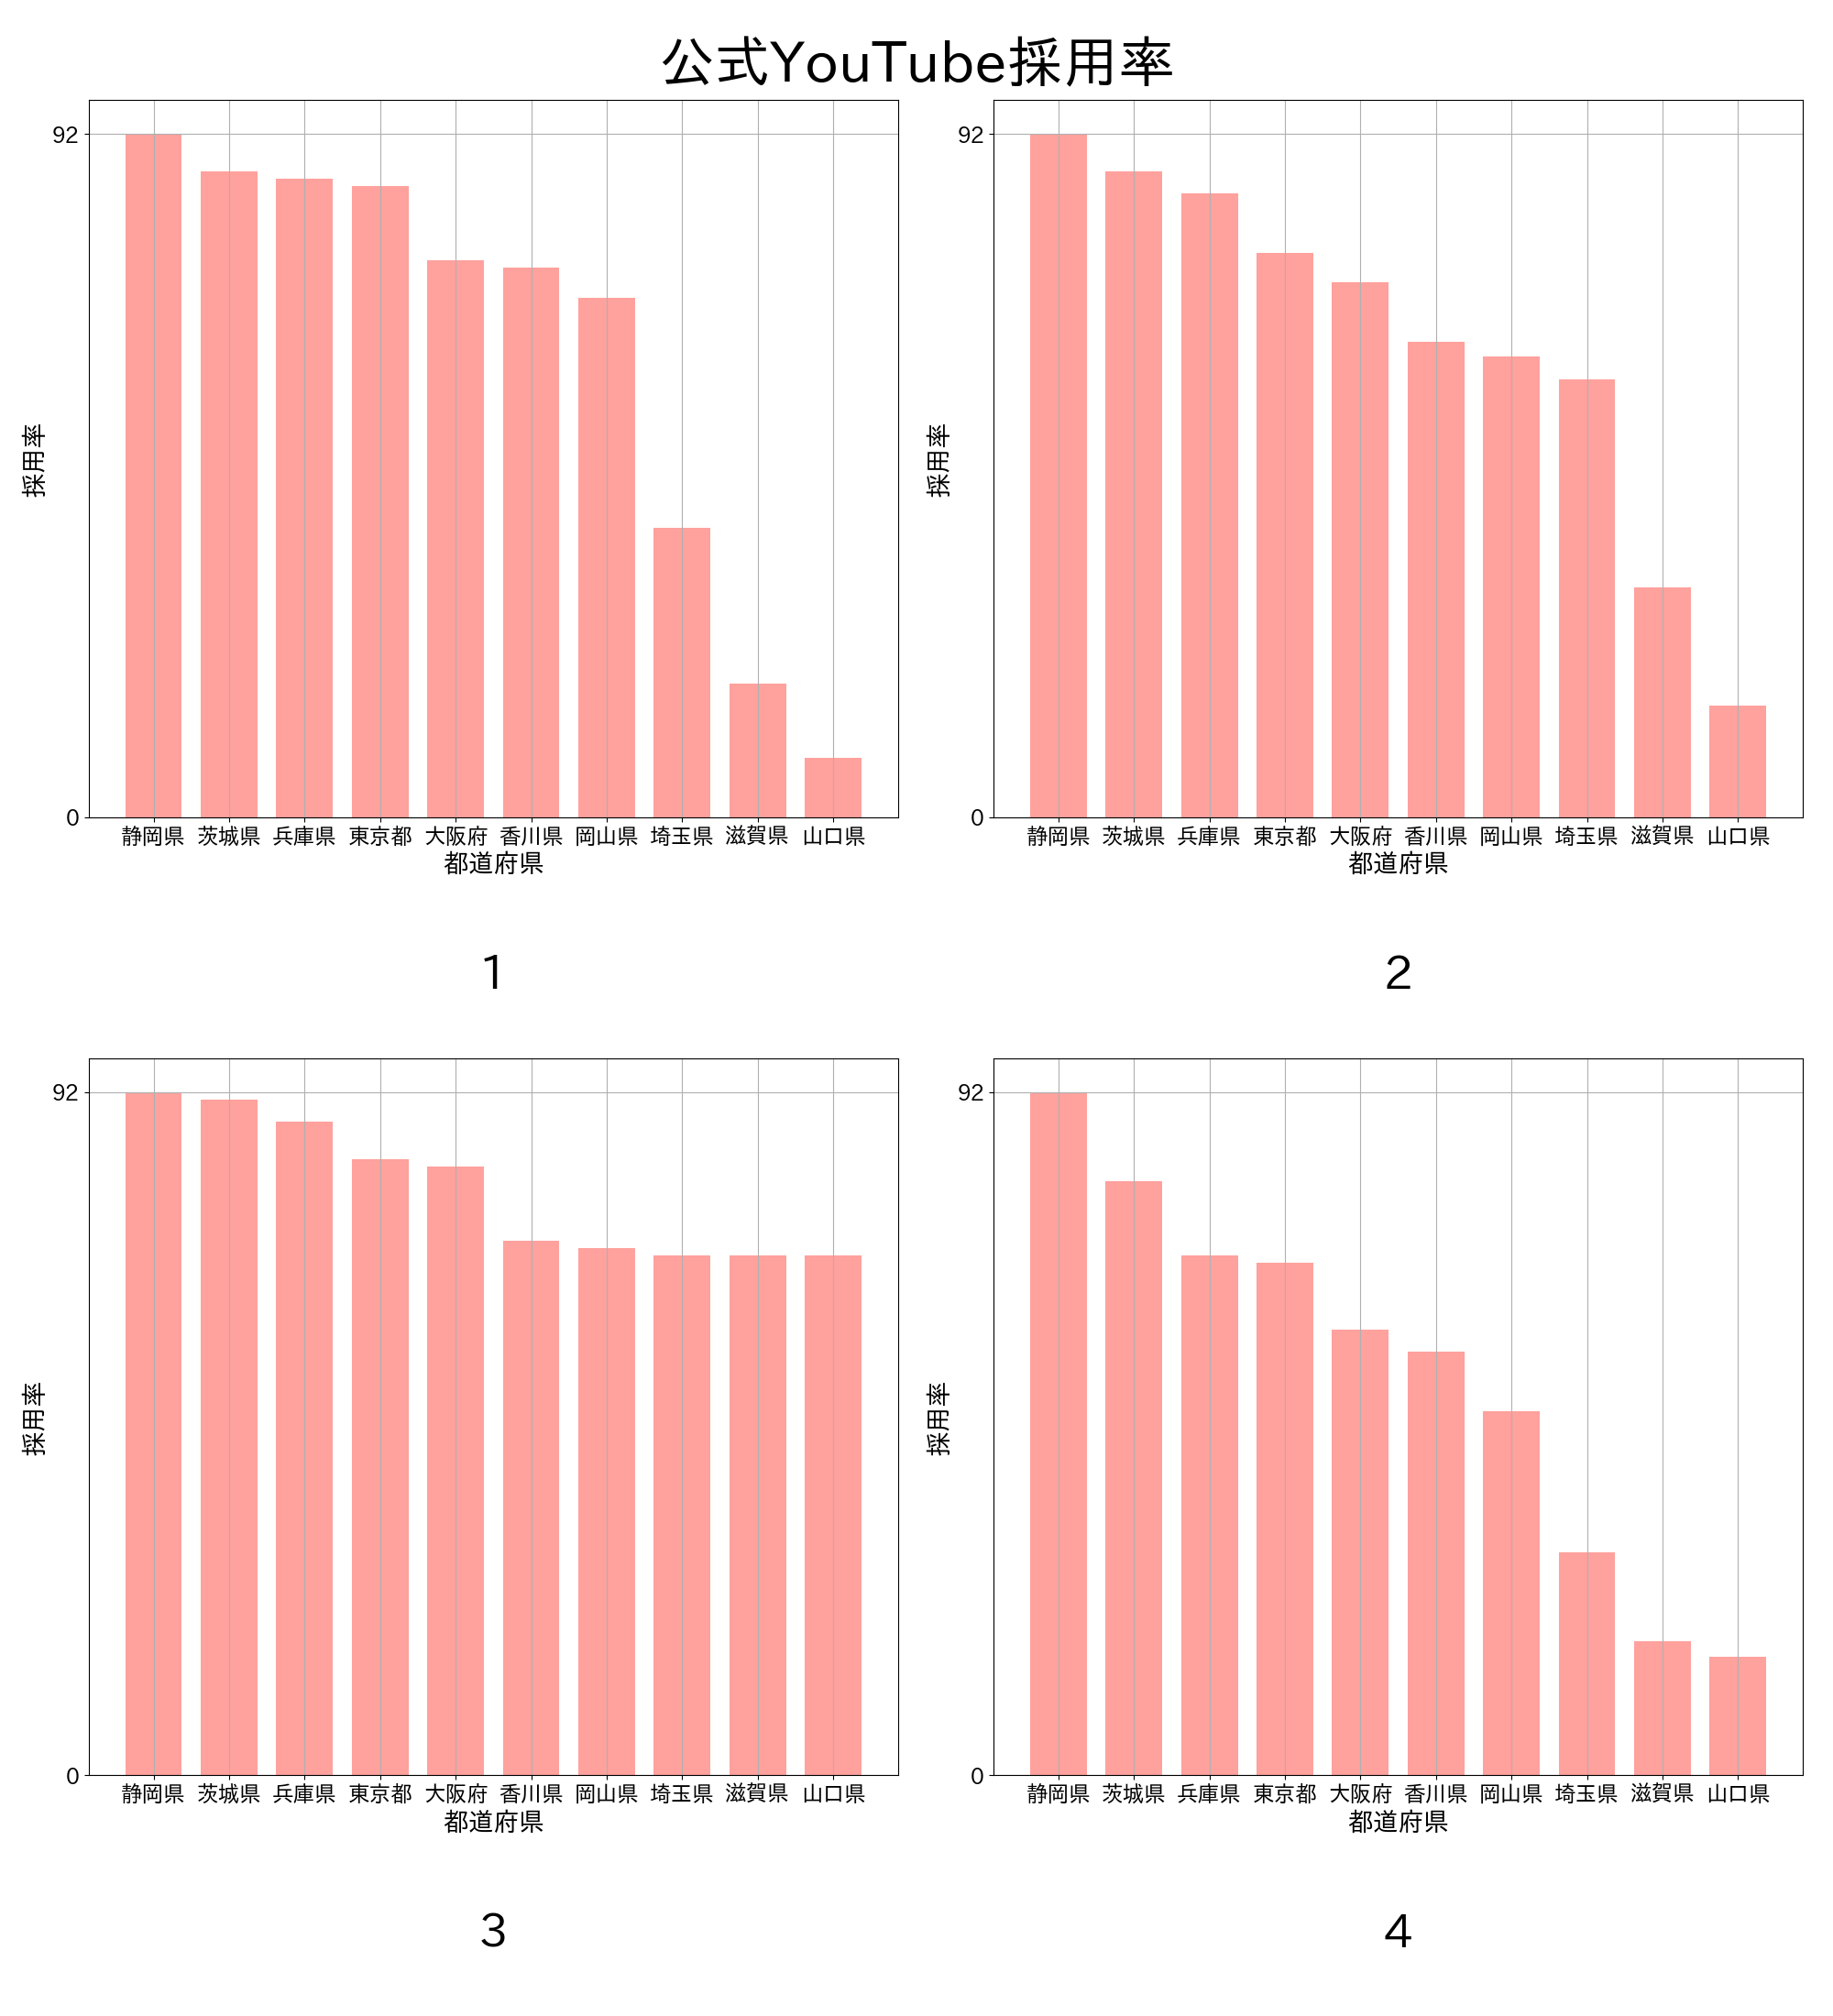 公式YouTube採用率
92
0
採用率
静岡県 茨城県 兵庫県 東京都 大阪府 香川県 岡山県 埼玉県 滋賀県 山口県
都道府県
1
92
0
採用率
静岡県 茨城県 兵庫県 東京都 大阪府 香川県 岡山県 埼玉県 滋賀県 山口県
都道府県
2
92
0
採用率
静岡県 茨城県 兵庫県 東京都 大阪府 香川県 岡山県 埼玉県 滋賀県 山口県
都道府県
3
92
0
採用率
静岡県 茨城県 兵庫県 東京都 大阪府 香川県 岡山県 埼玉県 滋賀県 山口県
都道府県
4